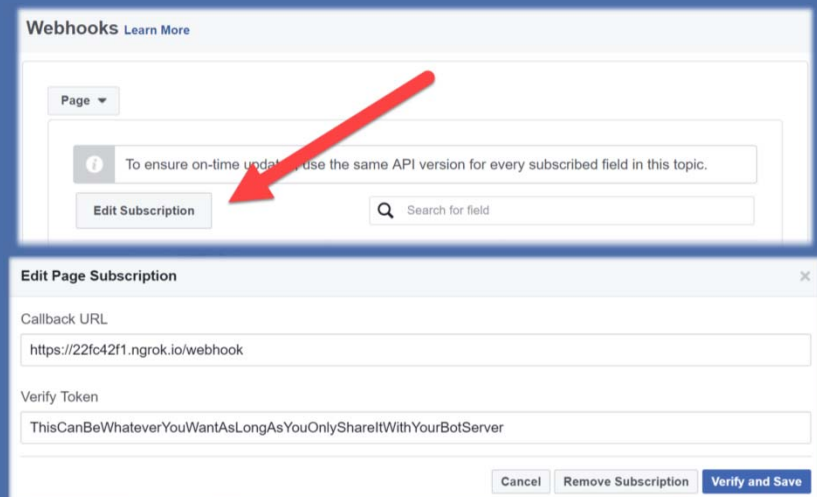 Webhooks Learn More
Page
To ensure on-time updates, use the same API version for every subscribed field in this topic.
Edit Subscription
Search for field
Edit Page Subscription
Callback URL
https://22fc42f1.ngrok.io/webhook
Verify Token
ThisCanBeWhateverYouWantAsLongAsYouOnlyShareItWithYourBotServer
Cancel Remove Subscription Verify and Save